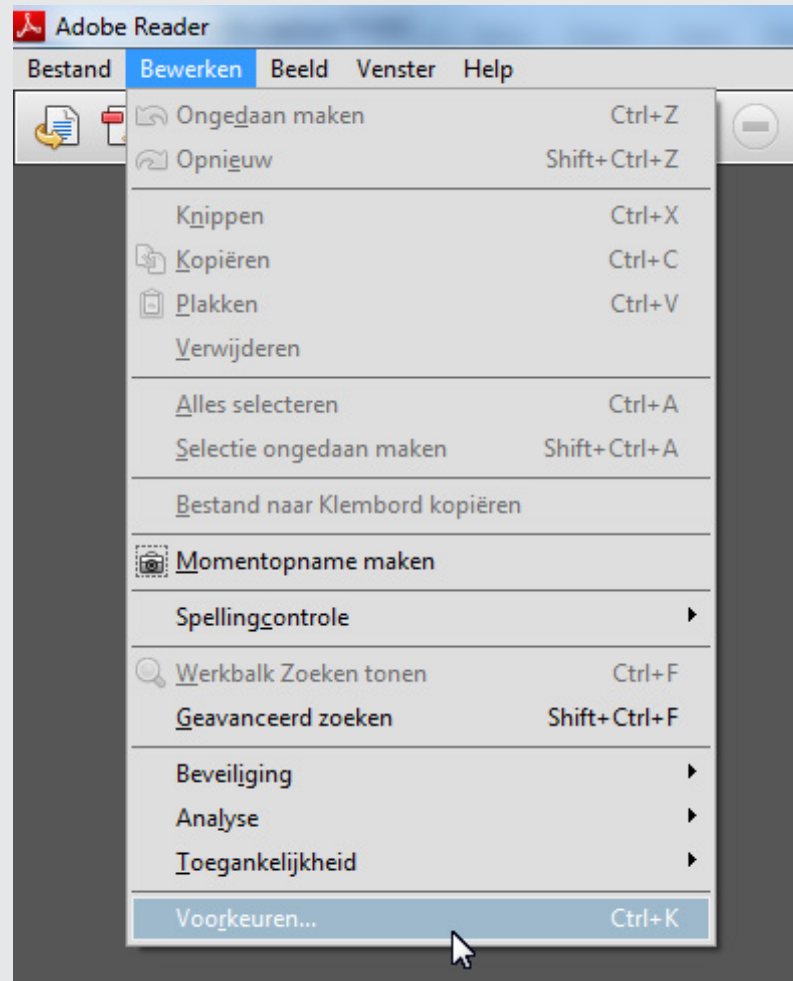 Adobe Reader
Bestand Bewerken Beeld Venster Help
Ongedaan maken Ctrl+Z
Opnieuw Shift+Ctrl+Z
Knippen Ctrl+X
Kopiëren Ctrl+C
Plakken Ctrl+V
Verwijderen
Alles selecteren Ctrl+A
Selectie ongedaan maken Shift+Ctrl+A
Bestand naar Klembord kopiëren
Momentopname maken
Spellingcontrole
Werkbalk Zoeken tonen Ctrl+F
Geavanceerd zoeken Shift+Ctrl+F
Beveiliging
Analyse
Toegankelijkheid
Voorkeuren... Ctrl+K